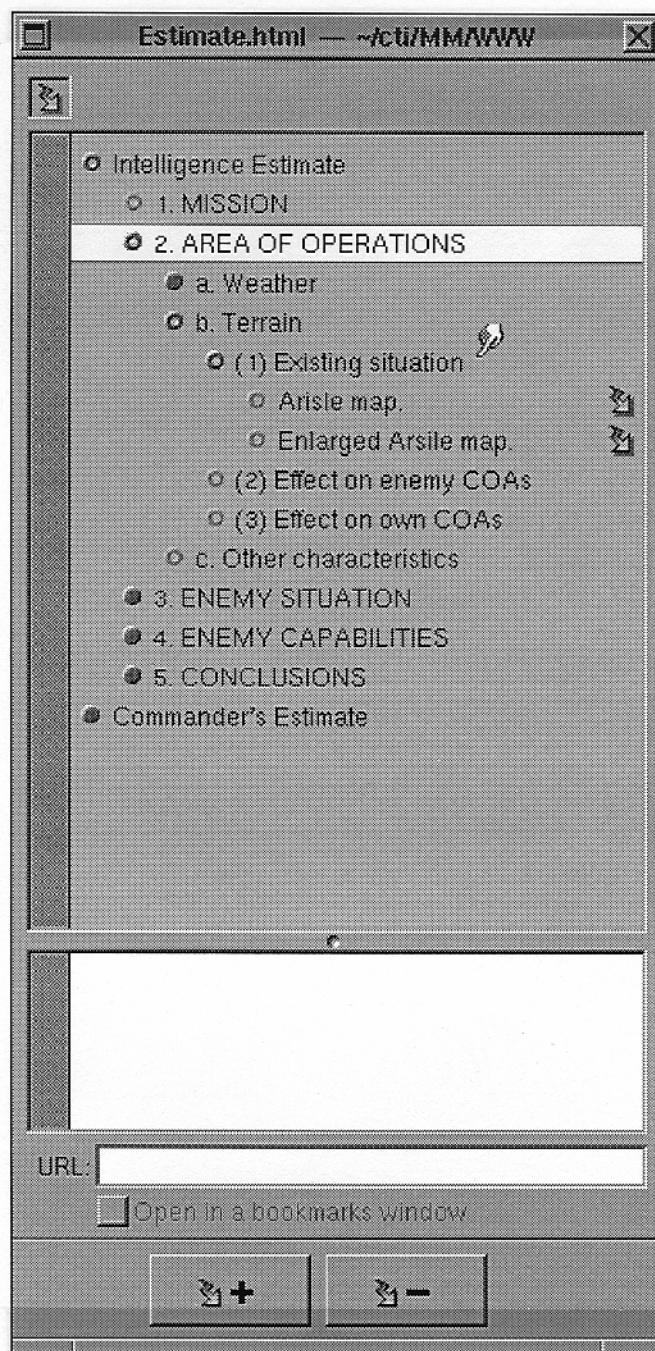 Estimate.html — ~/cti/MM/WWW
Intelligence Estimate
1. MISSION
2. AREA OF OPERATIONS
a. Weather
b. Terrain
(1) Existing situation
Arisle map.
Enlarged Arsile map.
(2) Effect on enemy COAs
(3) Effect on own COAs
c. Other characteristics
3. ENEMY SITUATION
4. ENEMY CAPABILITIES
5. CONCLUSIONS
Commander's Estimate
URL:
Open in a bookmarks window
+ −